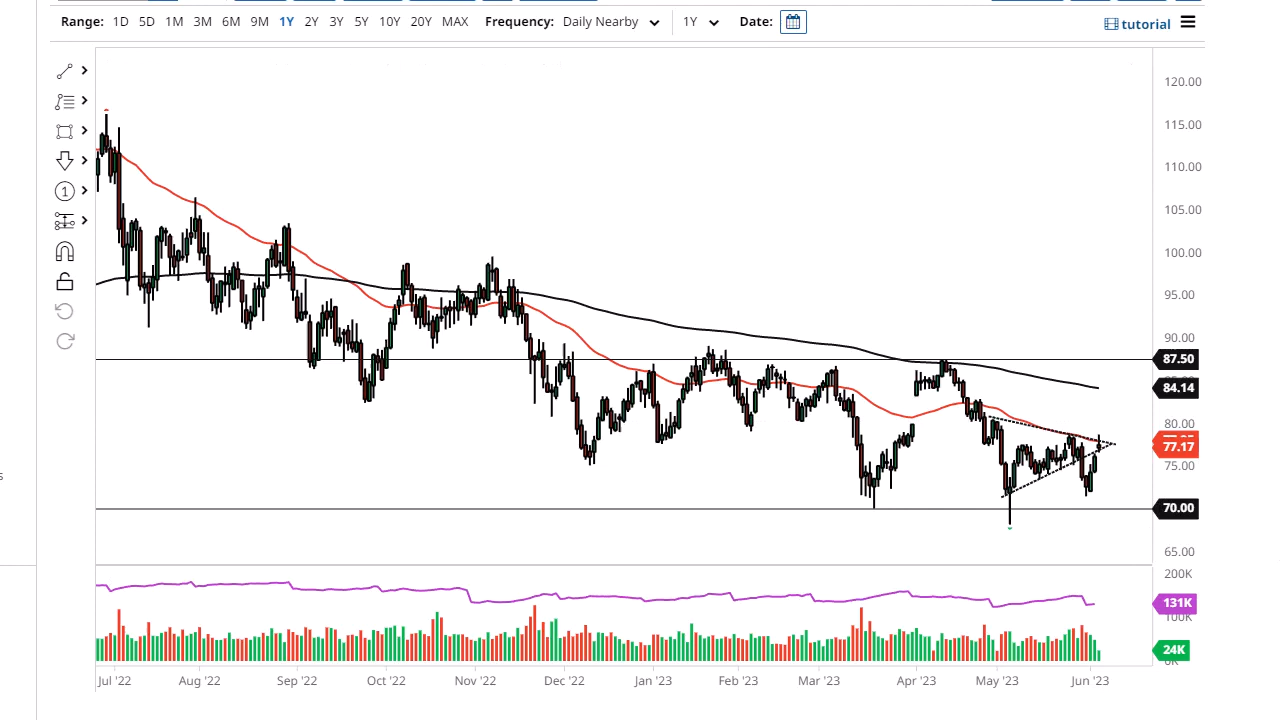 Range: 1D 5D 1M 3M 6M 9M 1Y 2Y 3Y 5Y 10Y 20Y MAX Frequency: Daily Nearby 1Y Date:
tutorial
120.00
115.00
110.00
105.00
100.00
95.00
90.00
87.50
84.14
80.00
77.17
75.00
70.00
65.00
200K
131K
100K
24K
0K
1
s
Jul '22 Aug '22 Sep '22 Oct '22 Nov '22 Dec '22 Jan '23 Feb '23 Mar '23 Apr '23 May '23 Jun '23